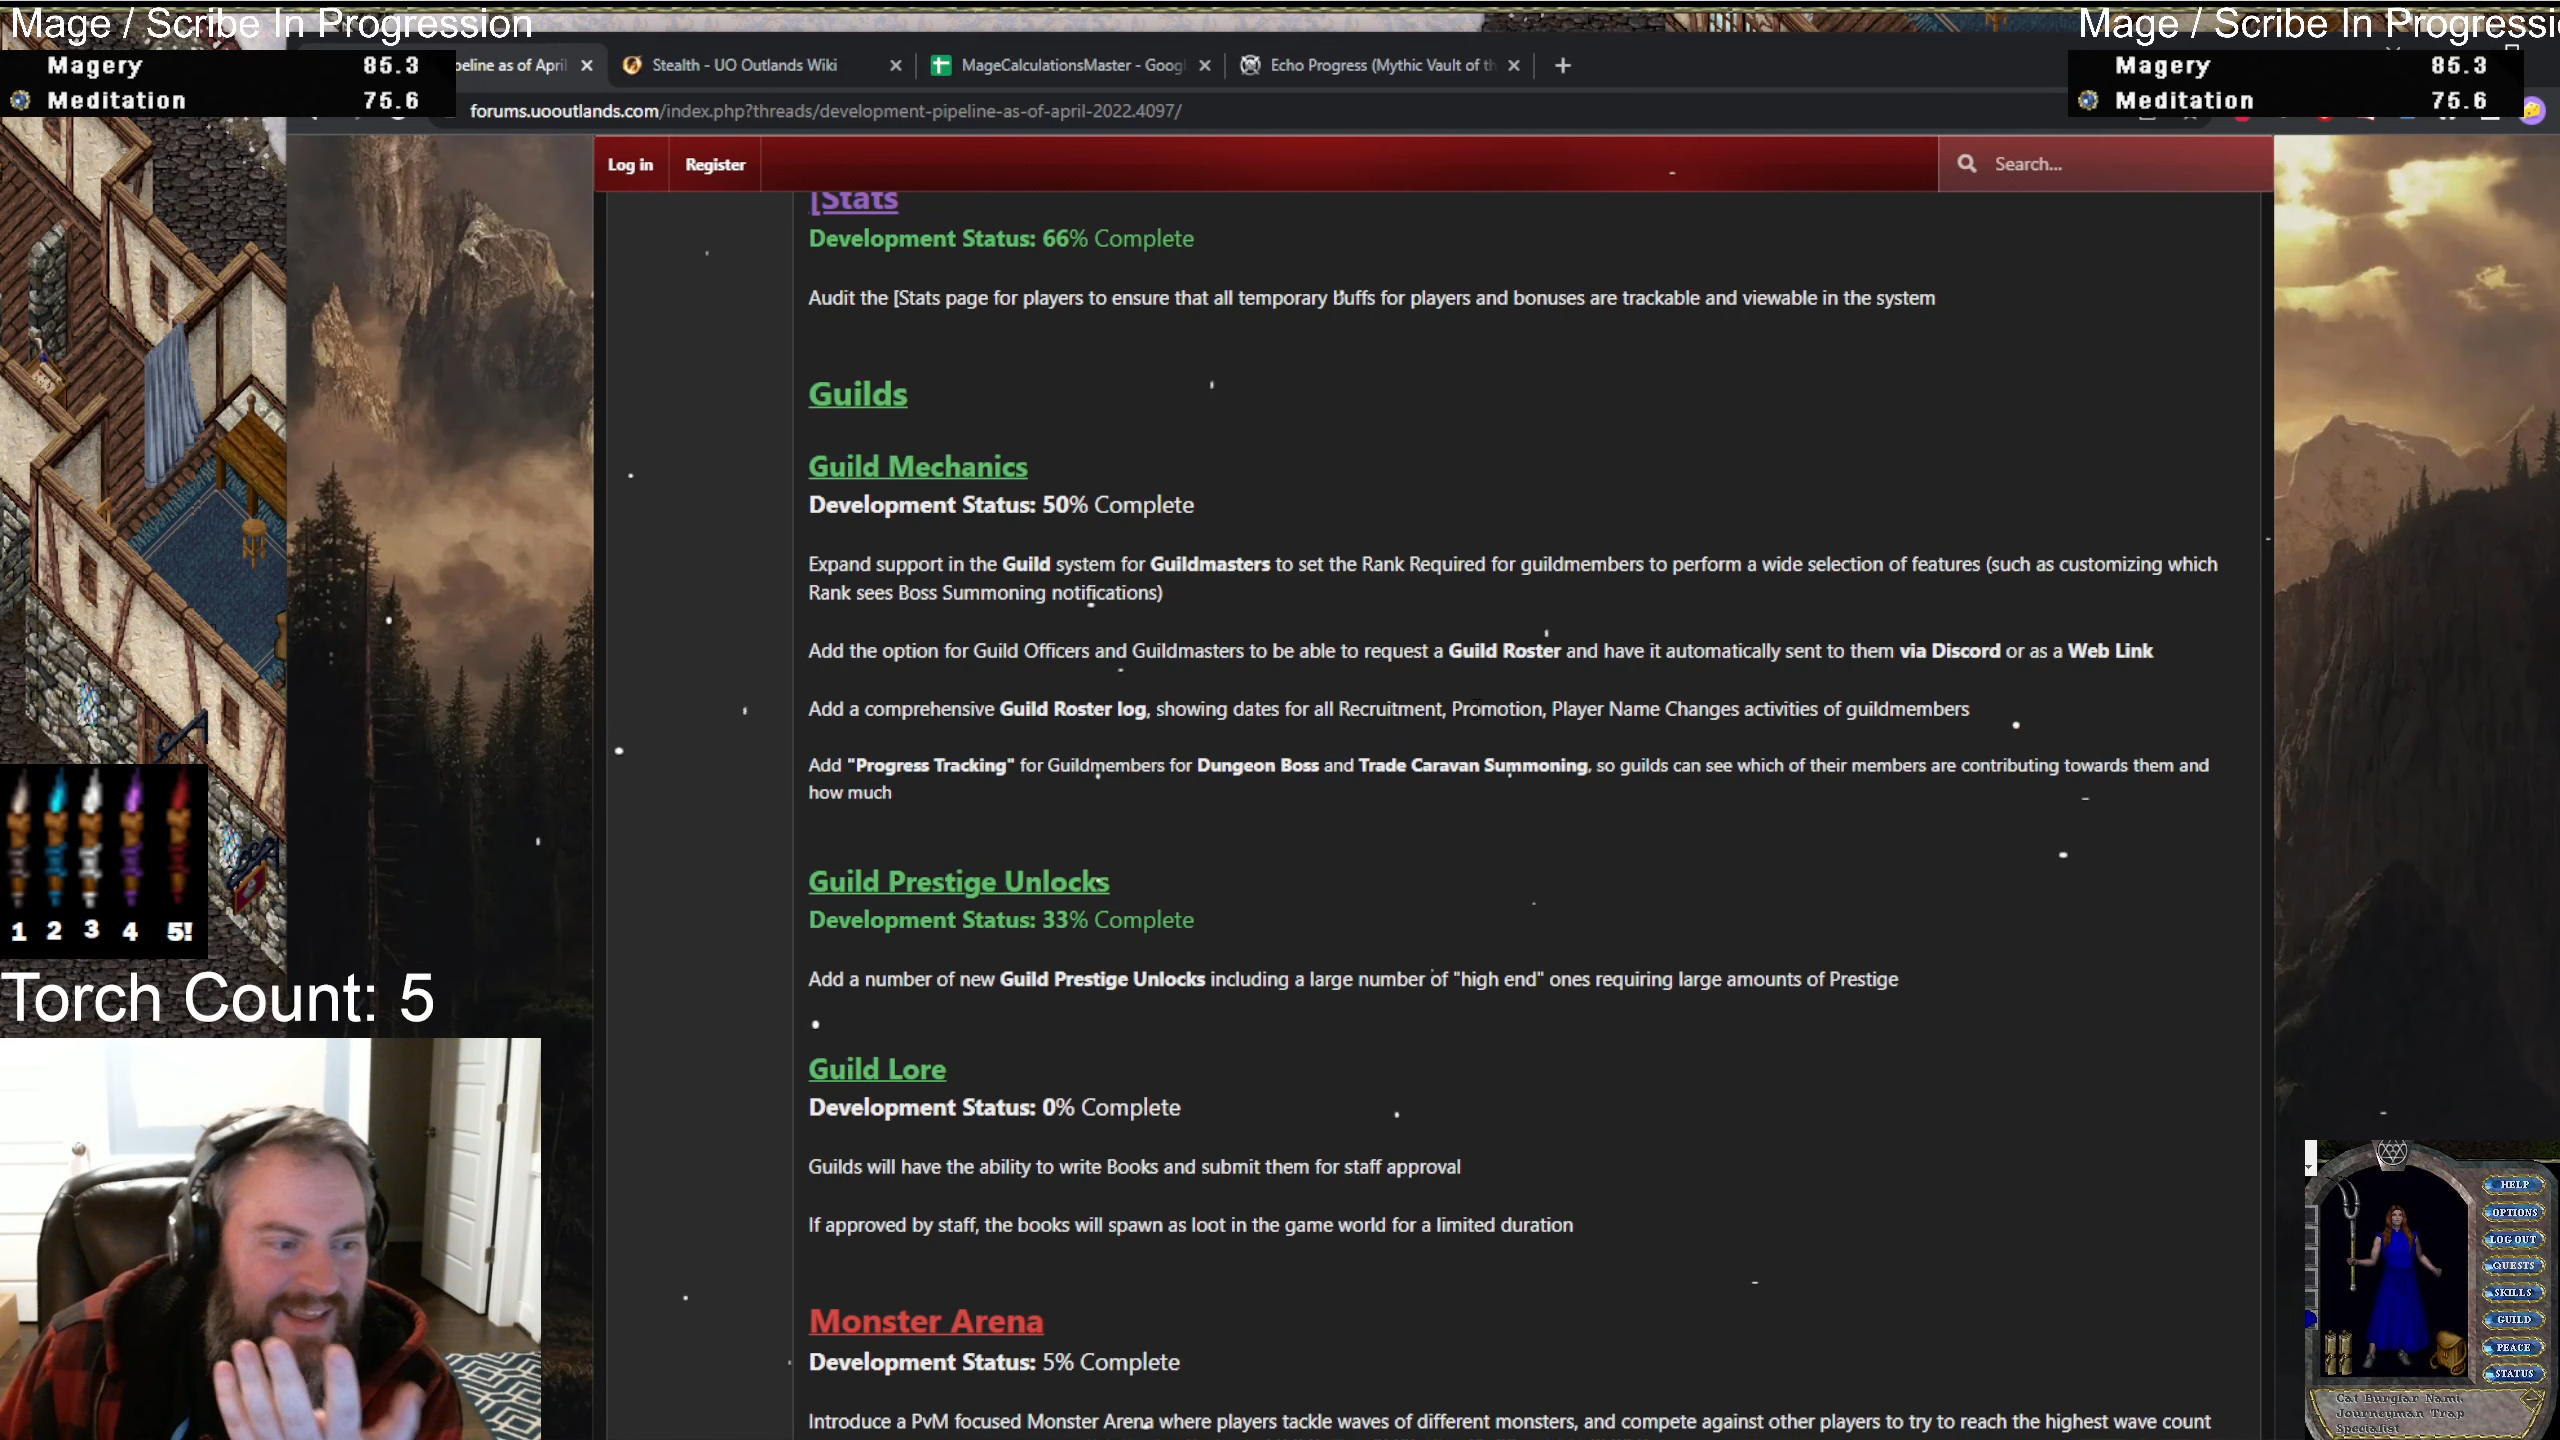 Mage / Scribe In Progression
Mage / Scribe In Progressi
Magery 85.3
Meditation 75.6
Magery 85.3
Meditation 75.6
peline as of April
Stealth - UO Outlands Wiki
MageCalculationsMaster - Goog
Echo Progress (Mythic Vault of th
forums.uooutlands.com/index.php?threads/development-pipeline-as-of-april-2022.4097/
Log in
Register
Search...
[Stats
Development Status: 66% Complete
Audit the [Stats page for players to ensure that all temporary buffs for players and bonuses are trackable and viewable in the system
Guilds
Guild Mechanics
Development Status: 50% Complete
Expand support in the Guild system for Guildmasters to set the Rank Required for guildmembers to perform a wide selection of features (such as customizing which
Rank sees Boss Summoning notifications)
Add the option for Guild Officers and Guildmasters to be able to request a Guild Roster and have it automatically sent to them via Discord or as a Web Link
Add a comprehensive Guild Roster log, showing dates for all Recruitment, Promotion, Player Name Changes activities of guildmembers
Add "Progress Tracking" for Guildmembers for Dungeon Boss and Trade Caravan Summoning, so guilds can see which of their members are contributing towards them and
how much
Guild Prestige Unlocks
Development Status: 33% Complete
Add a number of new Guild Prestige Unlocks including a large number of "high end" ones requiring large amounts of Prestige
Guild Lore
Development Status: 0% Complete
Guilds will have the ability to write Books and submit them for staff approval
If approved by staff, the books will spawn as loot in the game world for a limited duration
Monster Arena
Development Status: 5% Complete
Introduce a PvM focused Monster Arena where players tackle waves of different monsters, and compete against other players to try to reach the highest wave count
1 2 3 4 5!
Torch Count: 5
HELP
OPTIONS
LOG OUT
QUESTS
SKILLS
GUILD
PEACE
STATUS
Cat Burglar Nami,
Journeyman Trap
Specialist